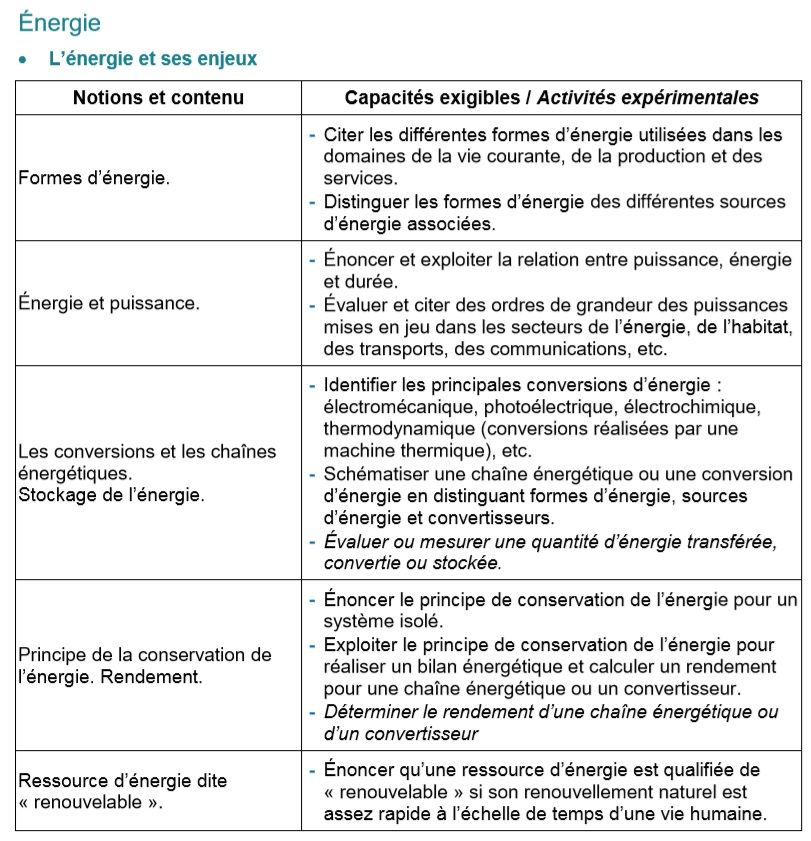 Énergie
• L’énergie et ses enjeux
Notions et contenu
Capacités exigibles / Activités expérimentales
Formes d’énergie.
- Citer les différentes formes d’énergie utilisées dans les
domaines de la vie courante, de la production et des
services.
- Distinguer les formes d’énergie des différentes sources
d’énergie associées.
Énergie et puissance.
- Énoncer et exploiter la relation entre puissance, énergie
et durée.
- Évaluer et citer des ordres de grandeur des puissances
mises en jeu dans les secteurs de l’énergie, de l’habitat,
des transports, des communications, etc.
Les conversions et les chaînes
énergétiques.
Stockage de l’énergie.
- Identifier les principales conversions d’énergie :
électromécanique, photoélectrique, électrochimique,
thermodynamique (conversions réalisées par une
machine thermique), etc.
- Schématiser une chaîne énergétique ou une conversion
d’énergie en distinguant formes d’énergie, sources
d’énergie et convertisseurs.
- Évaluer ou mesurer une quantité d’énergie transférée,
convertie ou stockée.
Principe de la conservation de
l’énergie. Rendement.
- Énoncer le principe de conservation de l’énergie pour un
système isolé.
- Exploiter le principe de conservation de l’énergie pour
réaliser un bilan énergétique et calculer un rendement
pour une chaîne énergétique ou un convertisseur.
- Déterminer le rendement d’une chaîne énergétique ou
d’un convertisseur
Ressource d’énergie dite
« renouvelable ».
- Énoncer qu’une ressource d’énergie est qualifiée de
« renouvelable » si son renouvellement naturel est
assez rapide à l’échelle de temps d’une vie humaine.